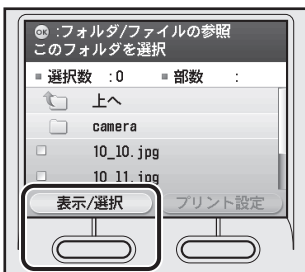 OK :フォルダ/ファイルの参照
このフォルダを選択
■ 選択数 :0 ■ 部数 :
上へ
camera
10_10.jpg
10_11.jpg
表示/選択 プリント設定